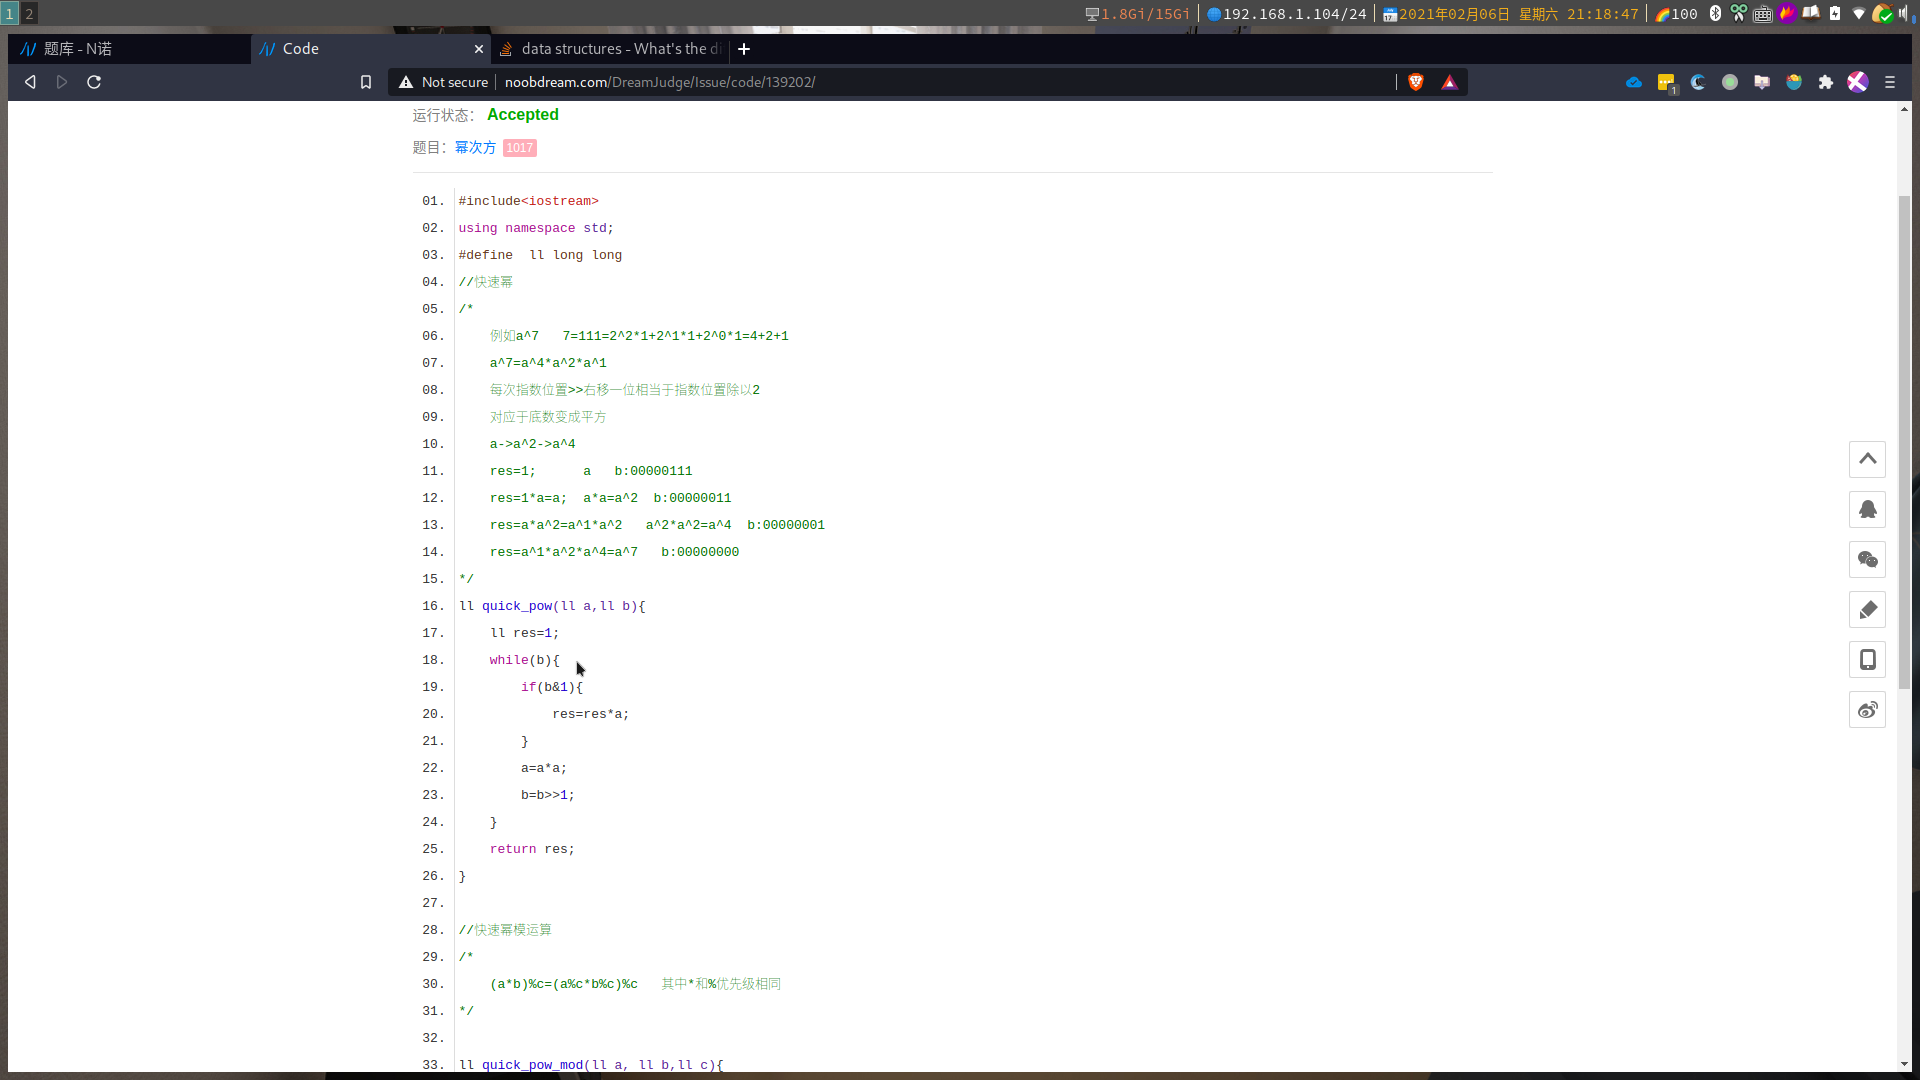 1 2
1.8Gi/15Gi 192.168.1.104/24 2021年02月06日 星期六 21:18:47 100
题库 - N诺
Code
data structures - What's the di
Not secure noobdream.com/DreamJudge/Issue/code/139202/
1
运行状态： Accepted
题目：幂次方 1017
01. #include<iostream>
02. using namespace std;
03. #define  ll long long
04. //快速幂
05. /*
06.     例如a^7   7=111=2^2*1+2^1*1+2^0*1=4+2+1
07.     a^7=a^4*a^2*a^1
08.     每次指数位置>>右移一位相当于指数位置除以2
09.     对应于底数变成平方
10.     a->a^2->a^4
11.     res=1;      a   b:00000111
12.     res=1*a=a;  a*a=a^2  b:00000011
13.     res=a*a^2=a^1*a^2   a^2*a^2=a^4  b:00000001
14.     res=a^1*a^2*a^4=a^7   b:00000000
15. */
16. ll quick_pow(ll a,ll b){
17.     ll res=1;
18.     while(b){
19.         if(b&1){
20.             res=res*a;
21.         }
22.         a=a*a;
23.         b=b>>1;
24.     }
25.     return res;
26. }
27.
28. //快速幂模运算
29. /*
30.     (a*b)%c=(a%c*b%c)%c   其中*和%优先级相同
31. */
32.
33. ll quick_pow_mod(ll a, ll b,ll c){